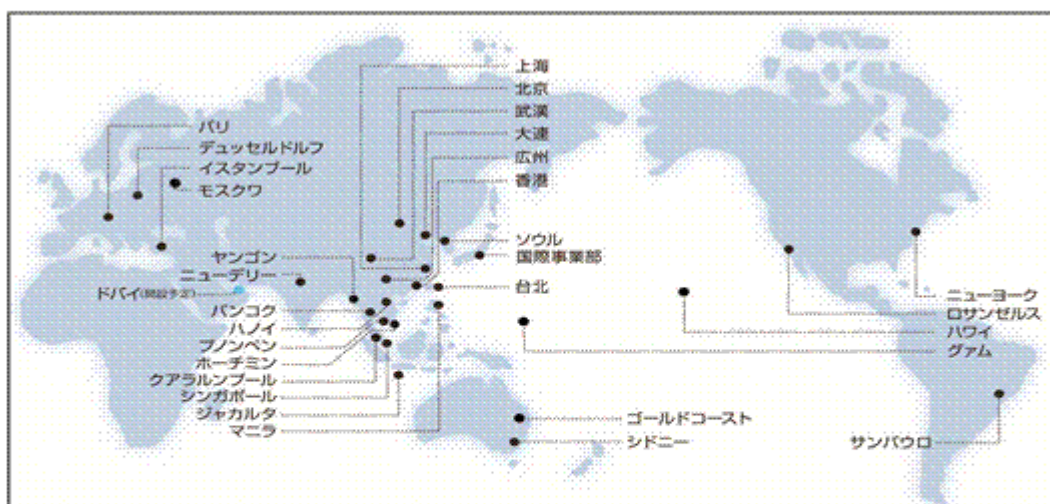 上海
北京
武漢
大連
広州
香港
パリ
デュッセルドルフ
イスタンブール
モスクワ
ソウル
国際事業部
台北
ヤンゴン
ニューデリー
ドバイ(開設予定)
バンコク
ハノイ
プノンペン
ホーチミン
クアラルンプール
シンガポール
ジャカルタ
マニラ
ニューヨーク
ロサンゼルス
ハワイ
グァム
ゴールドコースト
シドニー
サンパウロ